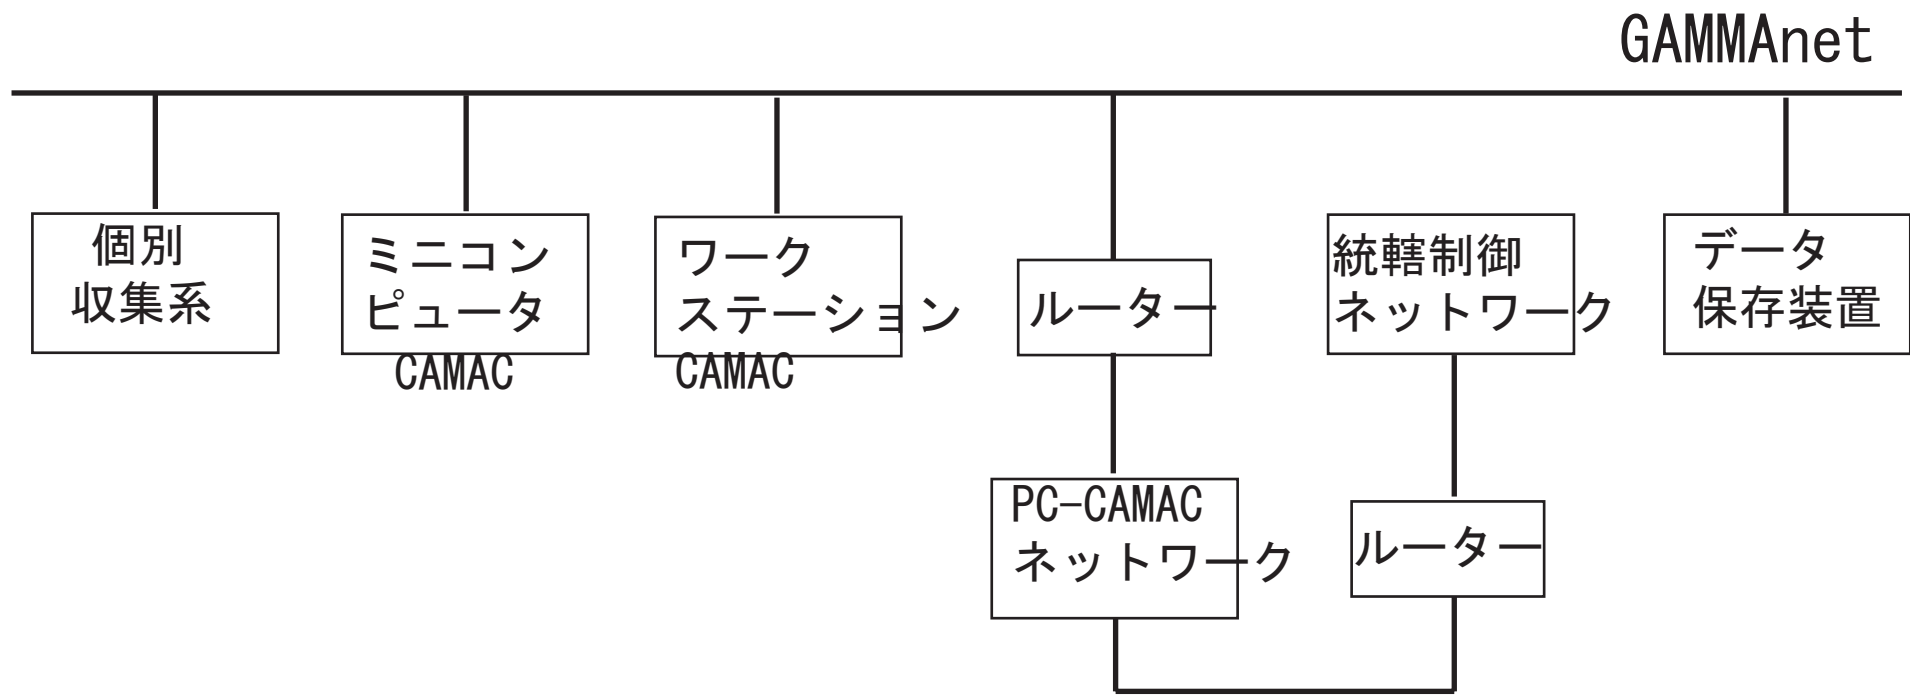 GAMMAnet
個別
収集系
ミニコン
ピュータ
CAMAC
ワーク
ステーション
CAMAC
ルーター
統轄制御
ネットワーク
データ
保存装置
PC-CAMAC
ネットワーク
ルーター